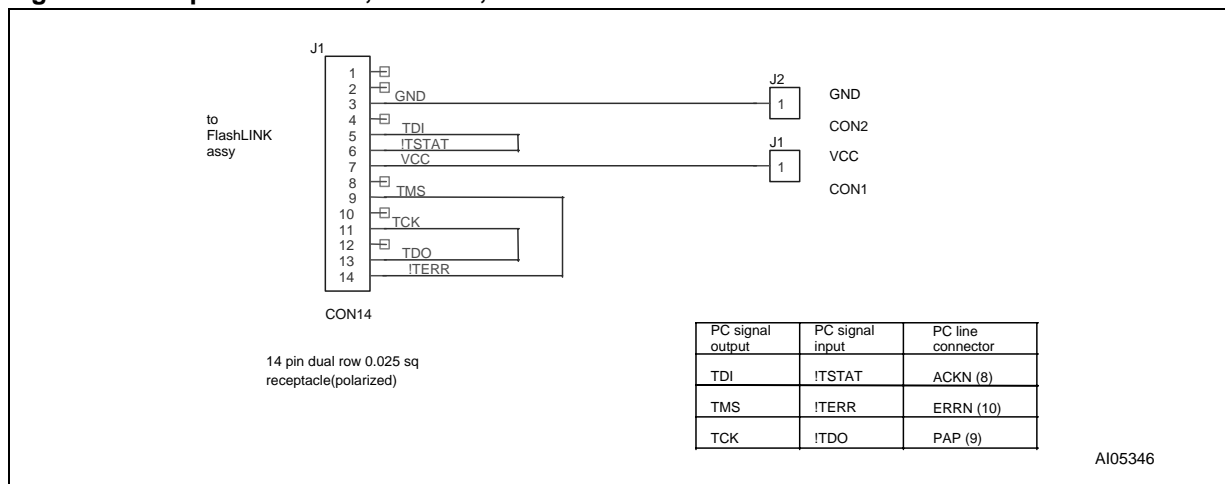 J1
1
2
3 GND
4
5 TDI
6 !TSTAT
7 VCC
8
9 TMS
10
11 TCK
12
13 TDO
14 !TERR
CON14
to
FlashLINK
assy
14 pin dual row 0.025 sq
receptacle(polarized)
J2
1
GND
CON2
J1
1
VCC
CON1
PC signal output PC signal input PC line connector
TDI !TSTAT ACKN (8)
TMS !TERR ERRN (10)
TCK !TDO PAP (9)
AI05346